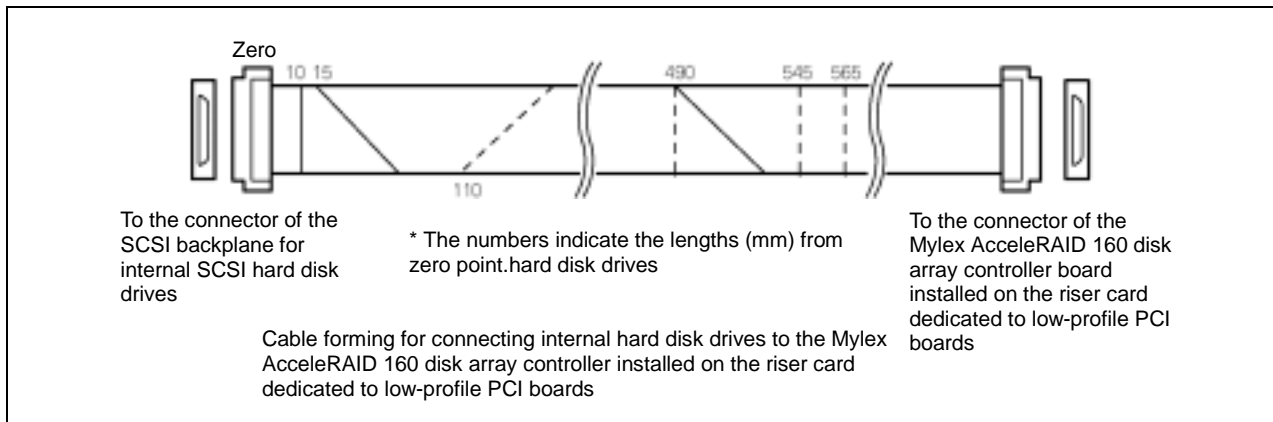 Zero
10 15 490 545 565
110
To the connector of the
SCSI backplane for
internal SCSI hard disk
drives
* The numbers indicate the lengths (mm) from
zero point.hard disk drives
To the connector of the
Mylex AcceleRAID 160 disk
array controller board
installed on the riser card
dedicated to low-profile PCI
boards
Cable forming for connecting internal hard disk drives to the Mylex
AcceleRAID 160 disk array controller installed on the riser card
dedicated to low-profile PCI boards